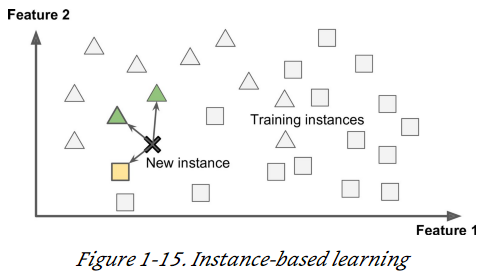 Feature 2
Training instances
New instance
Feature 1
Figure 1-15. Instance-based learning